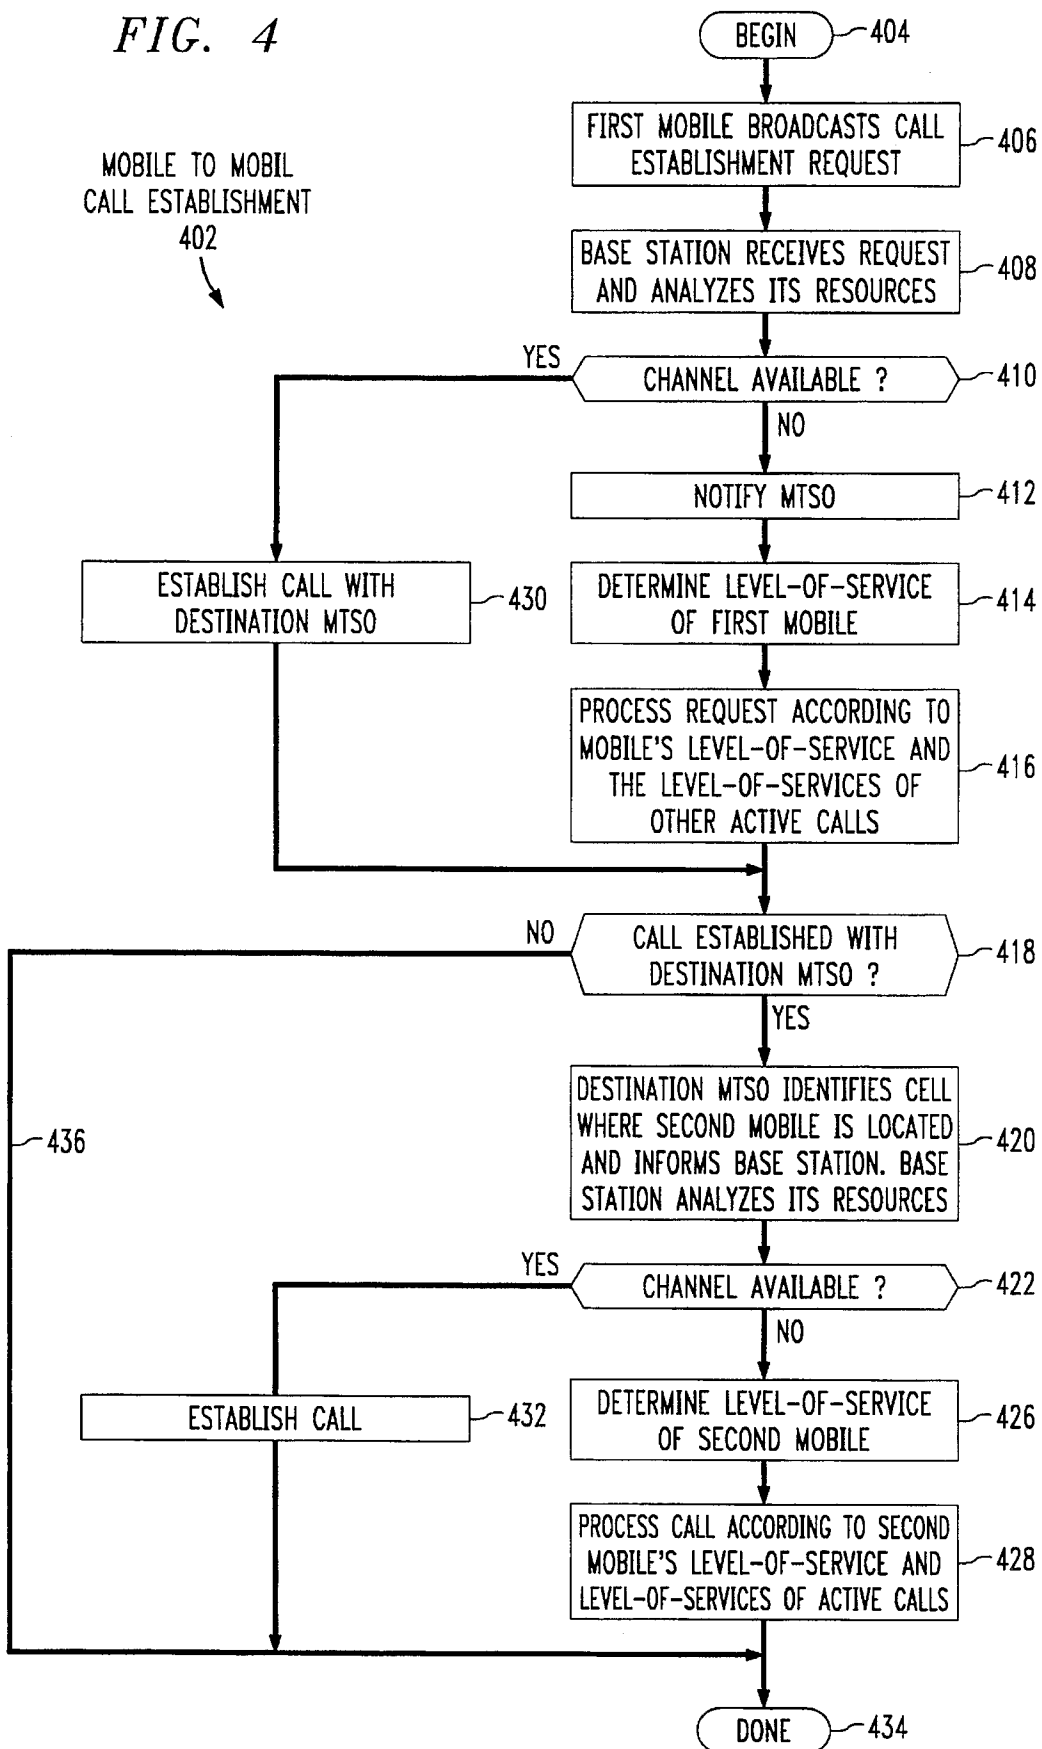 FIG. 4
BEGIN
404
FIRST MOBILE BROADCASTS CALL
ESTABLISHMENT REQUEST
406
MOBILE TO MOBIL
CALL ESTABLISHMENT
402
BASE STATION RECEIVES REQUEST
AND ANALYZES ITS RESOURCES
408
YES
CHANNEL AVAILABLE ?
410
NO
NOTIFY MTSO
412
ESTABLISH CALL WITH
DESTINATION MTSO
430
DETERMINE LEVEL-OF-SERVICE
OF FIRST MOBILE
414
PROCESS REQUEST ACCORDING TO
MOBILE'S LEVEL-OF-SERVICE AND
THE LEVEL-OF-SERVICES OF
OTHER ACTIVE CALLS
416
NO
CALL ESTABLISHED WITH
DESTINATION MTSO ?
418
YES
DESTINATION MTSO IDENTIFIES CELL
WHERE SECOND MOBILE IS LOCATED
AND INFORMS BASE STATION. BASE
STATION ANALYZES ITS RESOURCES
420
436
YES
CHANNEL AVAILABLE ?
422
NO
ESTABLISH CALL
432
DETERMINE LEVEL-OF-SERVICE
OF SECOND MOBILE
426
PROCESS CALL ACCORDING TO SECOND
MOBILE'S LEVEL-OF-SERVICE AND
LEVEL-OF-SERVICES OF ACTIVE CALLS
428
DONE
434